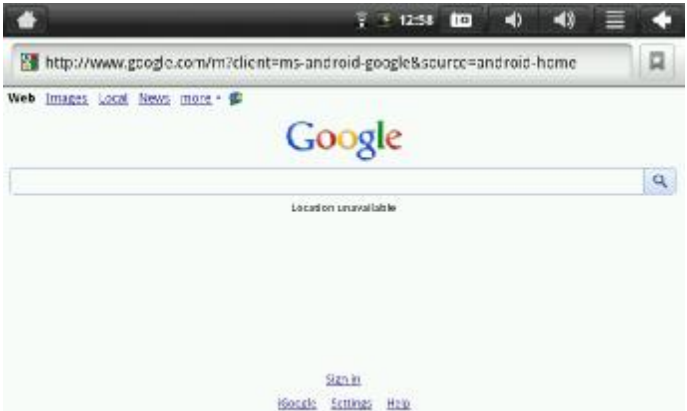 12:58
http://www.google.com/m?client=ms-android-google&source=android-home
Web Images Local News more
Google
Location unavailable
Sign in
iGoogle Settings Help